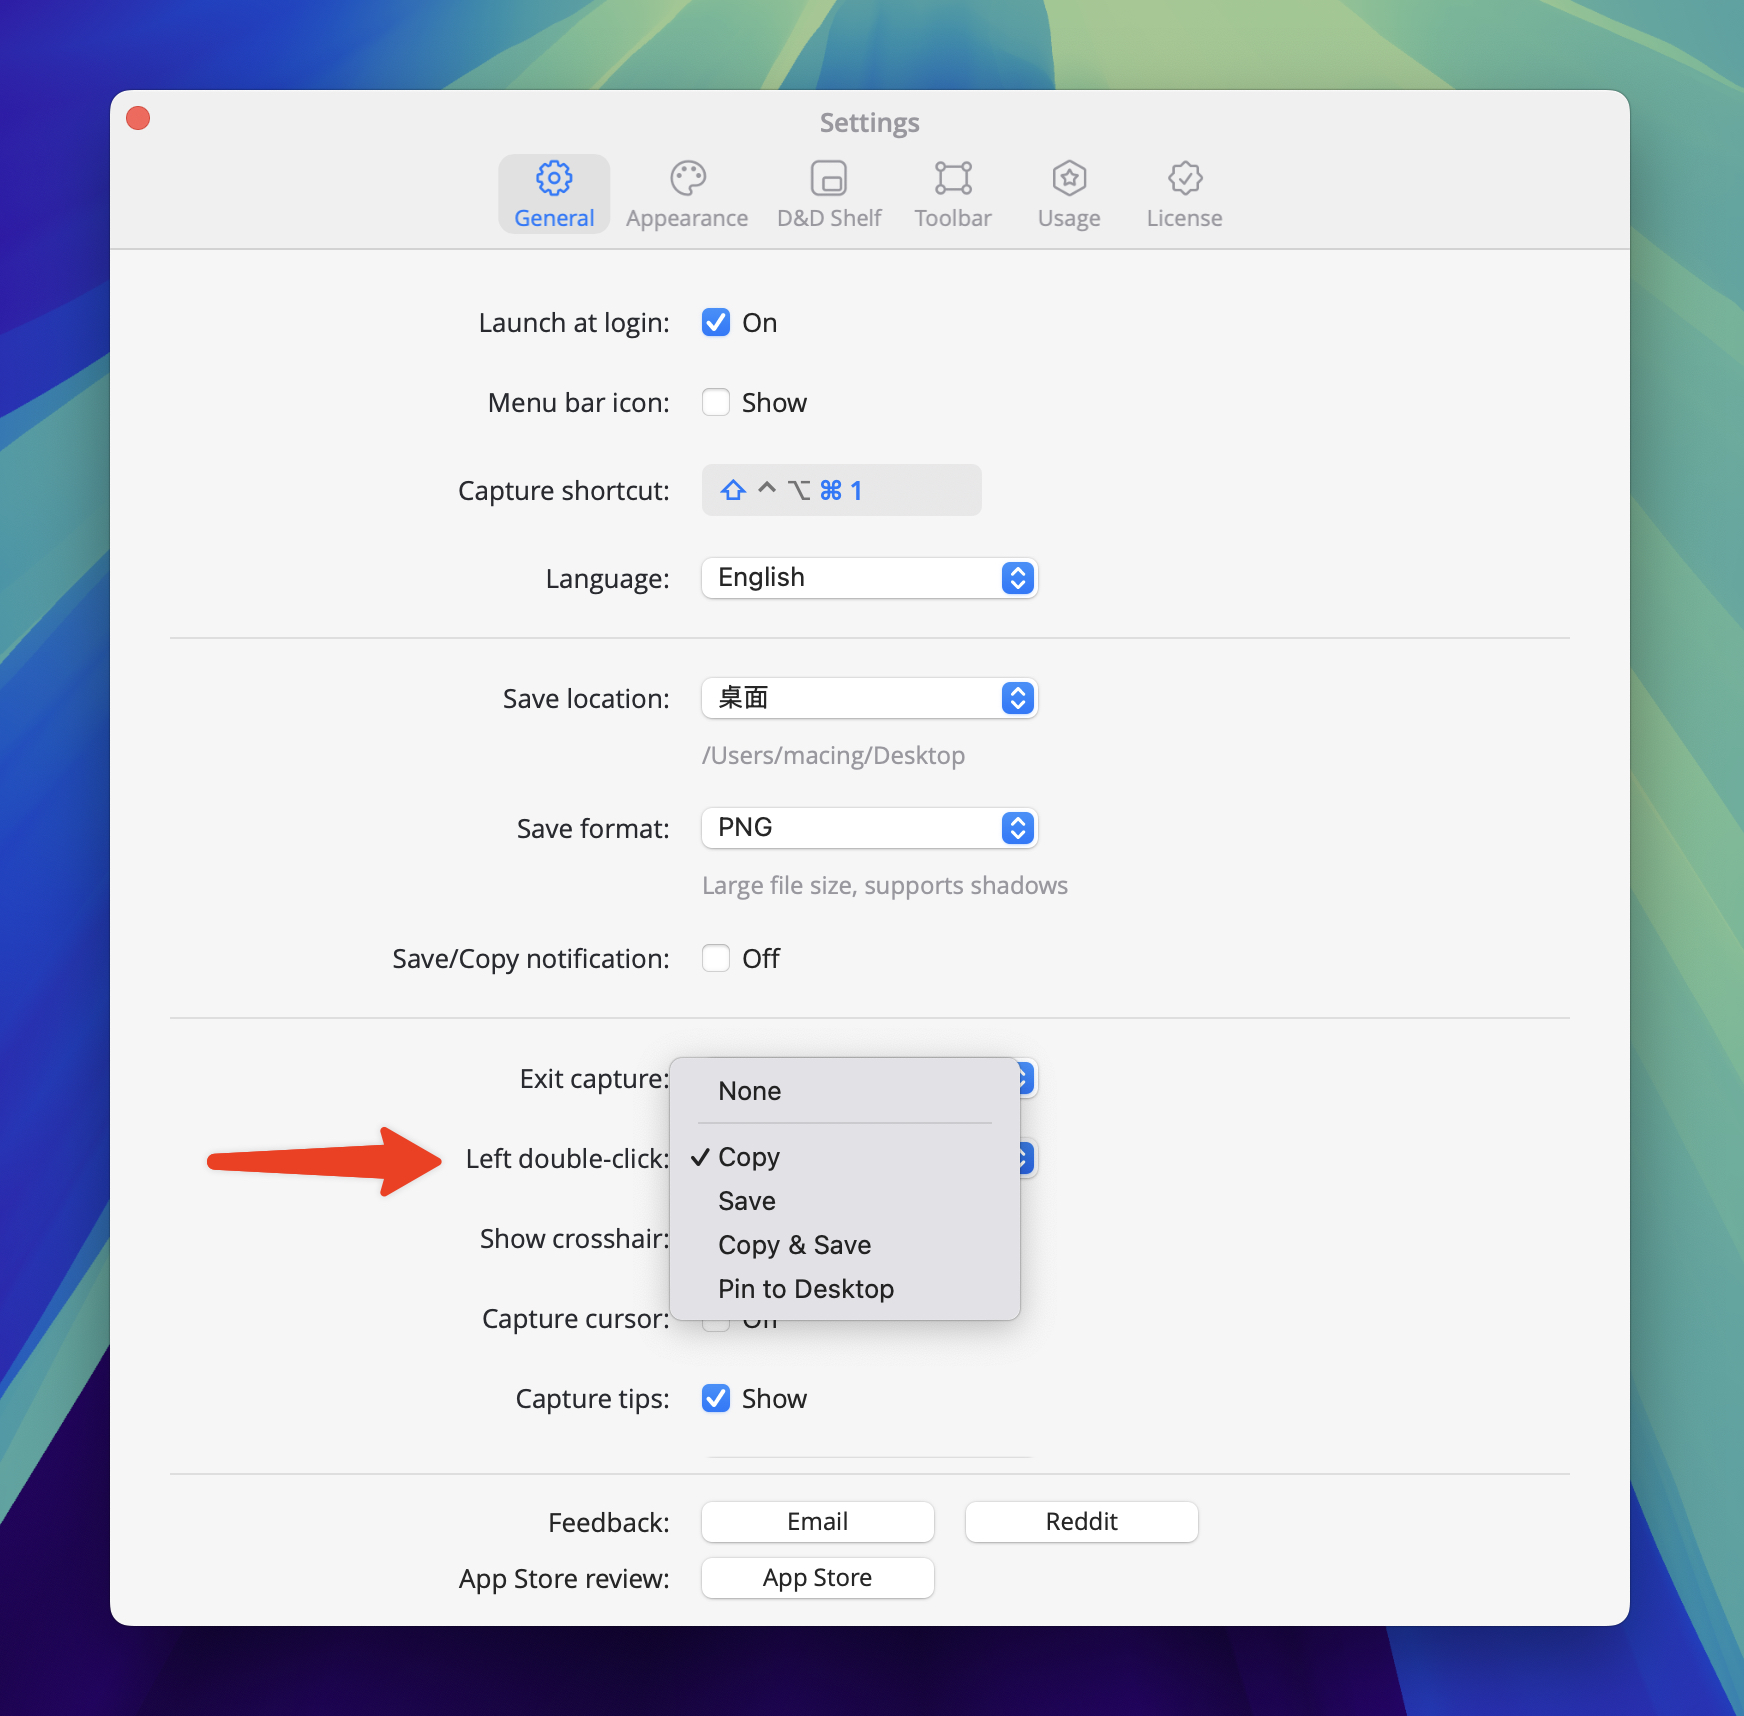 Settings
General
Appearance
D&D Shelf
Toolbar
Usage
License
Launch at login: On
Menu bar icon: Show
Capture shortcut: ⇧ ^ ⌥ ⌘ 1
Language: English
Save location: 桌面
/Users/macing/Desktop
Save format: PNG
Large file size, supports shadows
Save/Copy notification: Off
Exit capture:
None
Left double-click:
✓ Copy
Save
Show crosshair:
Copy & Save
Pin to Desktop
Capture cursor:
Capture tips: Show
Feedback: Email Reddit
App Store review: App Store